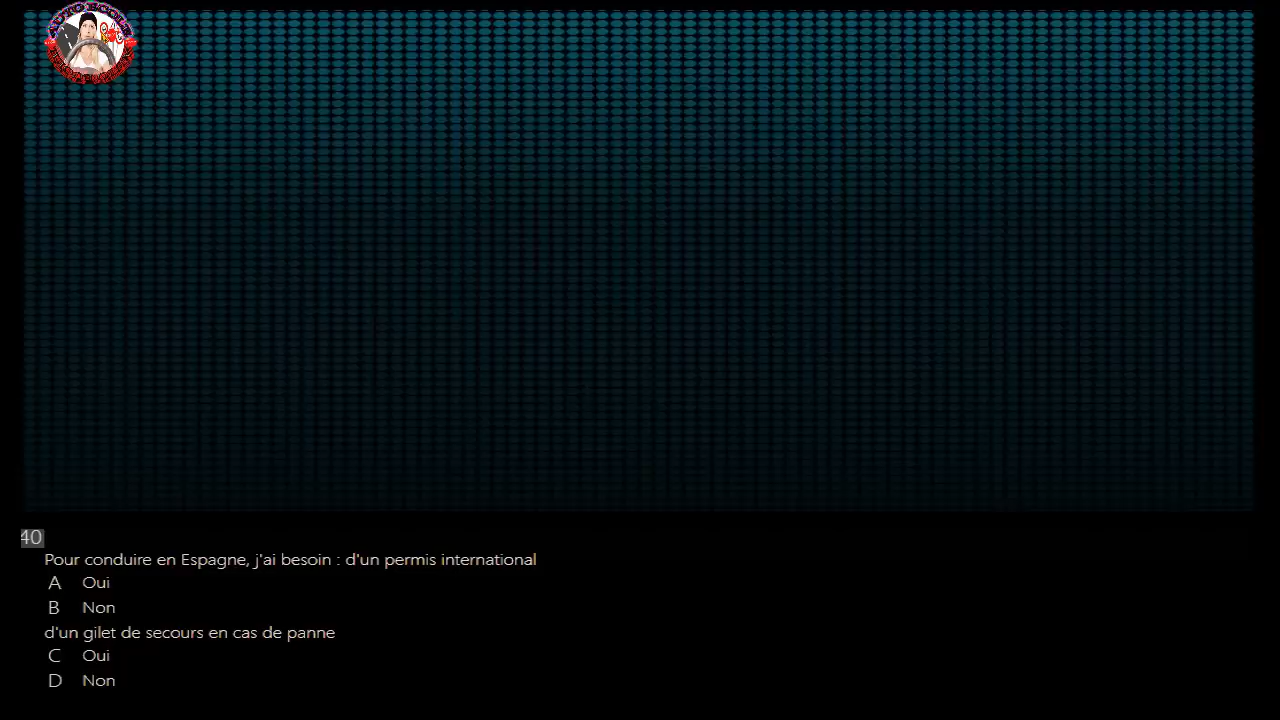 40
Pour conduire en Espagne, j'ai besoin : d'un permis international
A Oui
B Non
d'un gilet de secours en cas de panne
C Oui
D Non